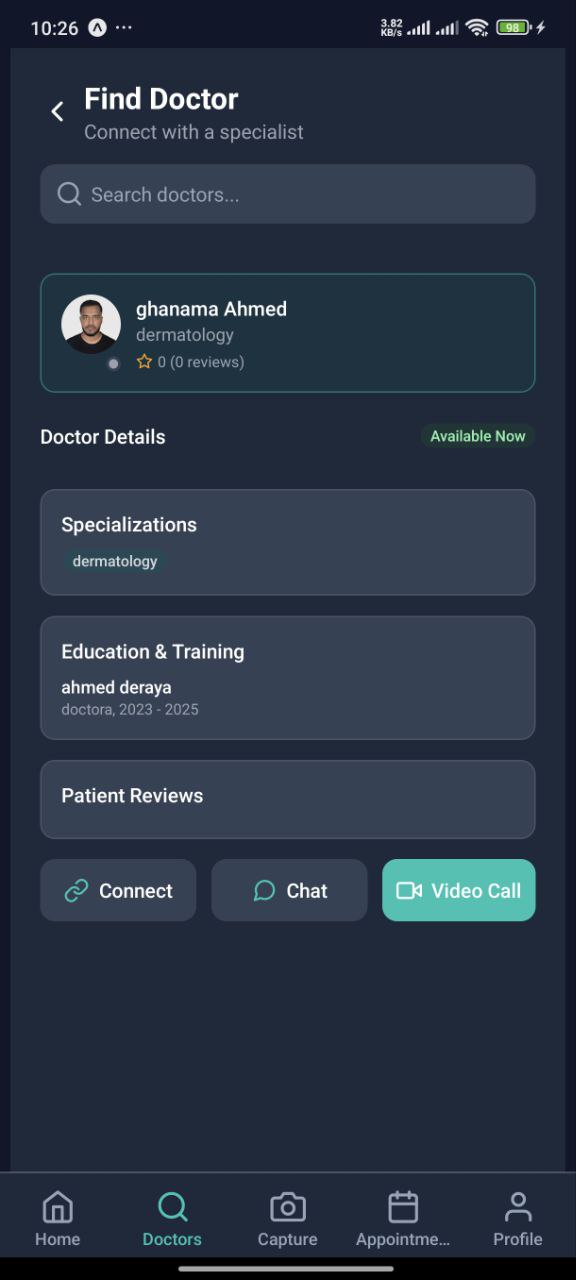 10:26
3.82
KB/s
98
Find Doctor
Connect with a specialist
Search doctors...
ghanama Ahmed
dermatology
0 (0 reviews)
Doctor Details
Available Now
Specializations
dermatology
Education & Training
ahmed deraya
doctora, 2023 - 2025
Patient Reviews
Connect
Chat
Video Call
Home
Doctors
Capture
Appointme...
Profile